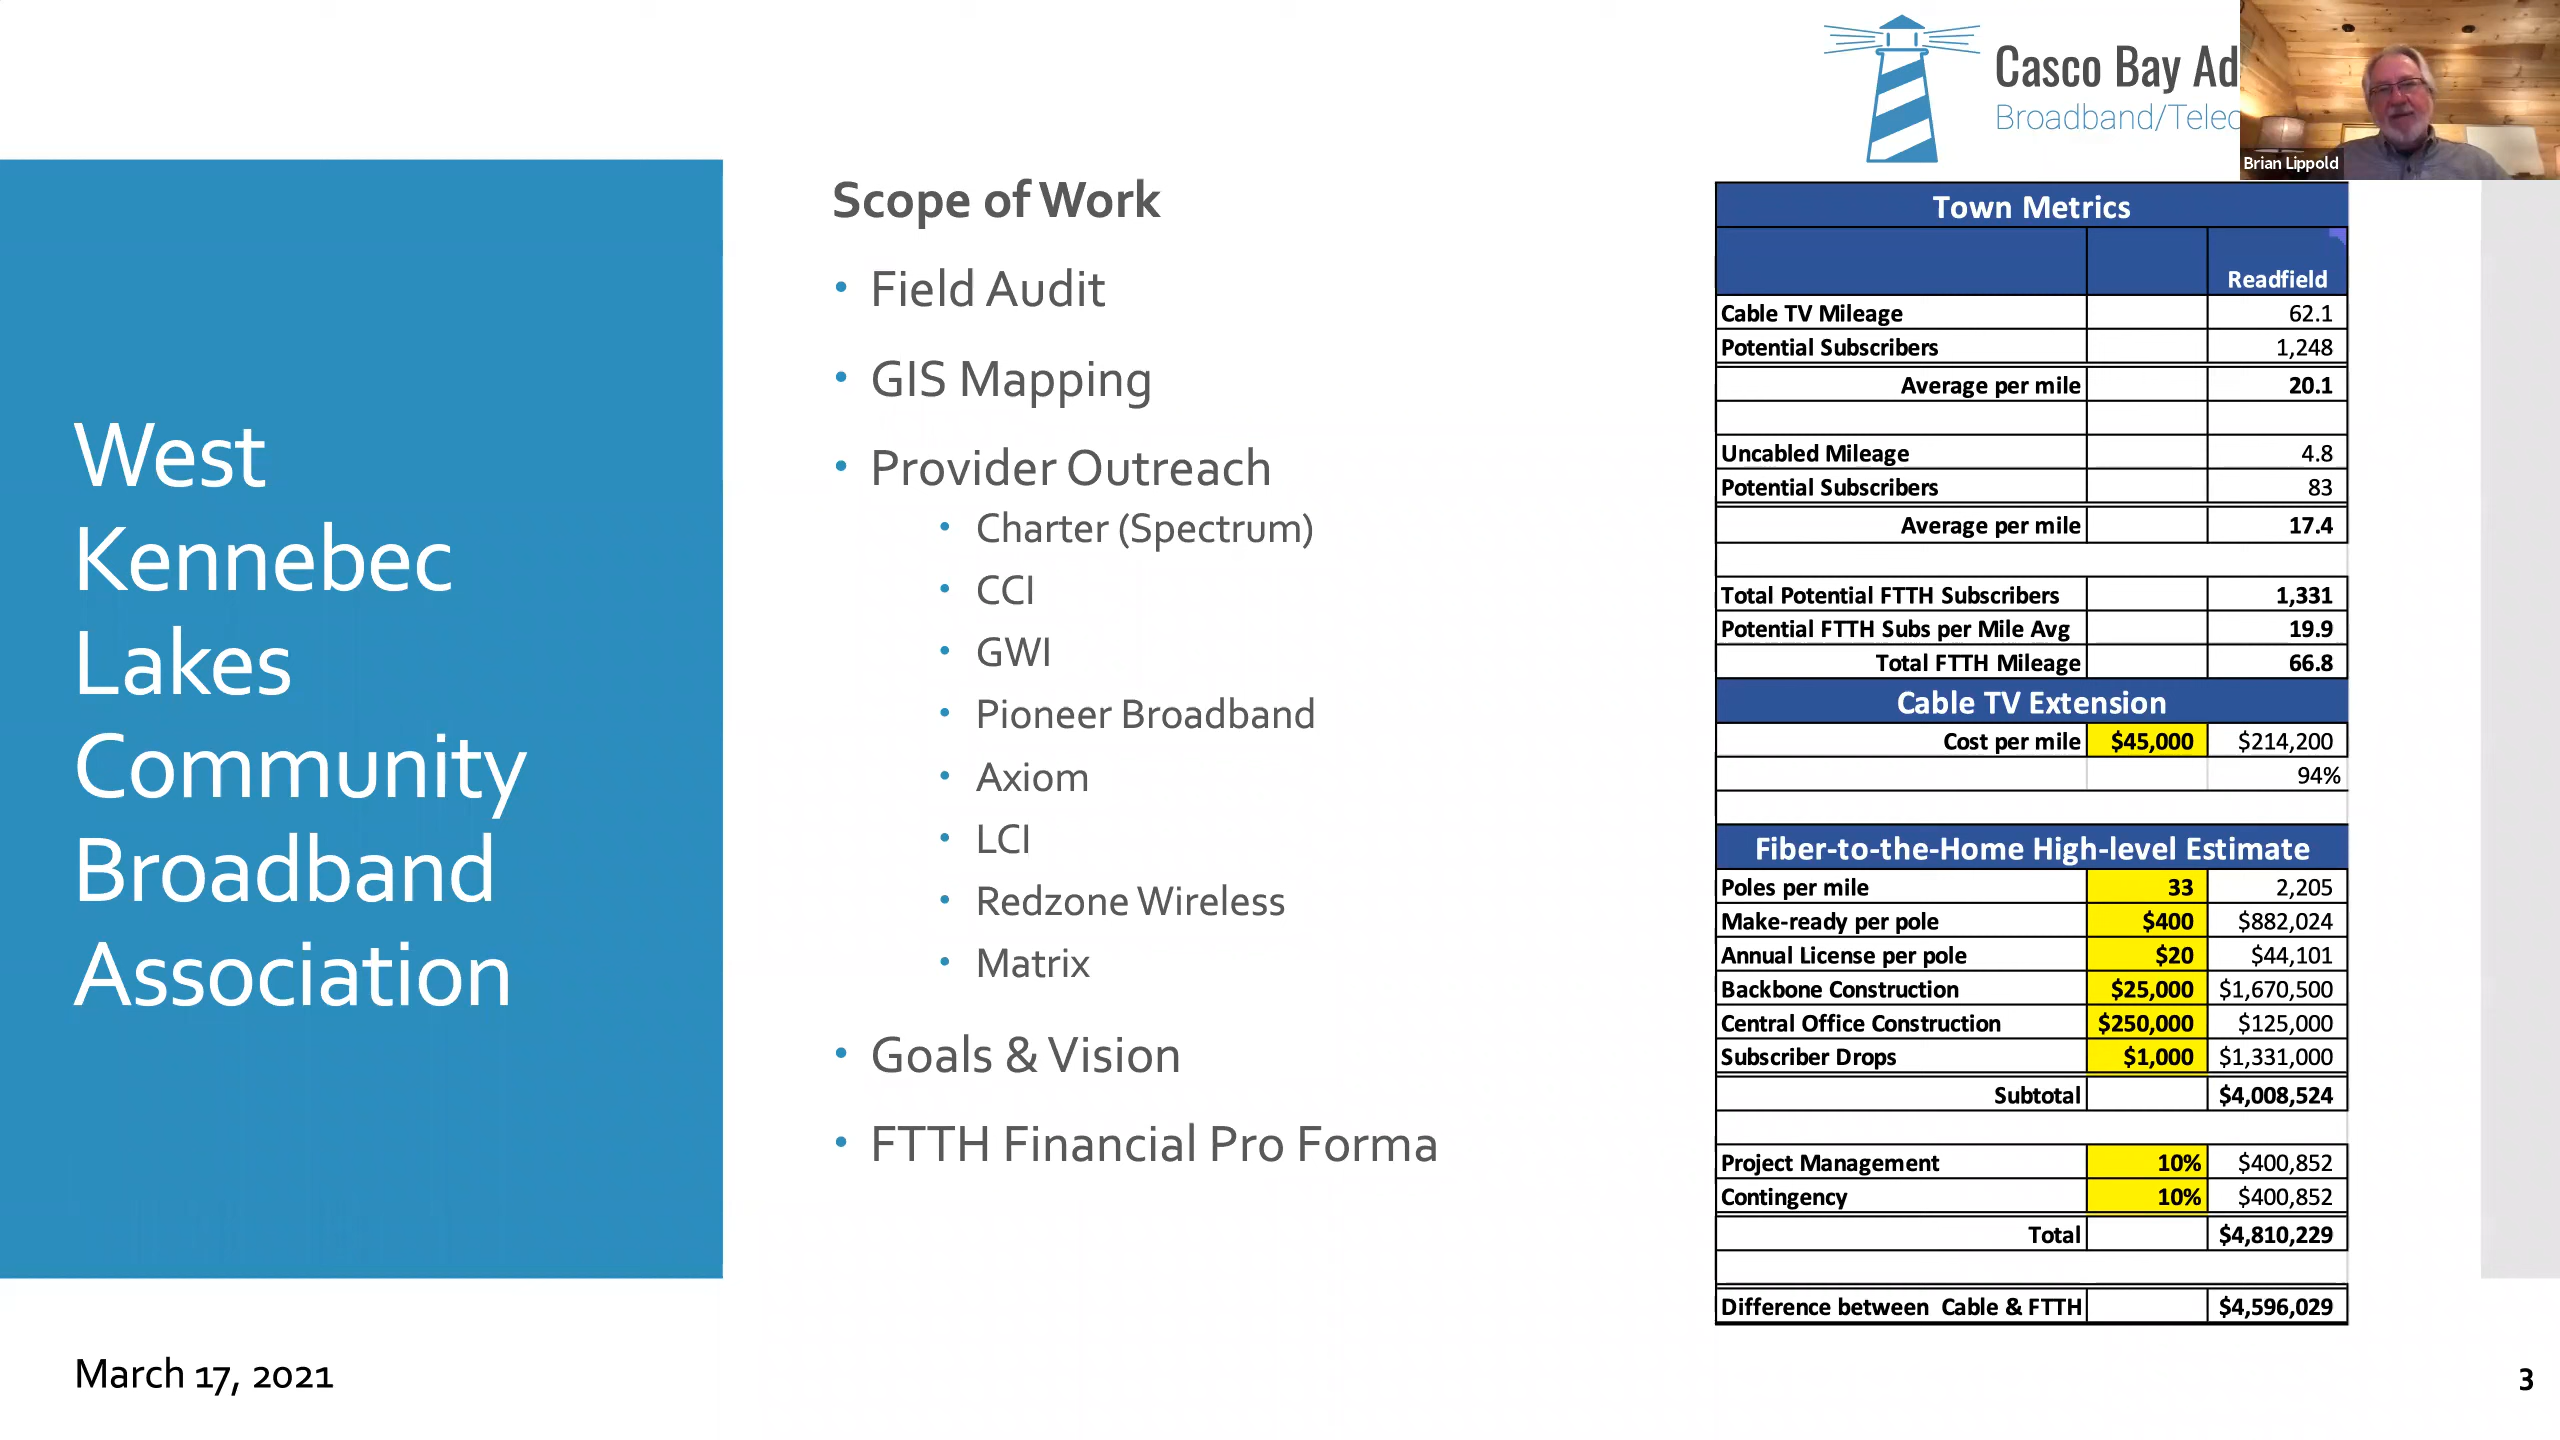 Casco Bay Ad
Broadband/Telec
Brian Lippold
West
Kennebec
Lakes
Community
Broadband
Association
Scope of Work
• Field Audit
• GIS Mapping
• Provider Outreach
• Charter (Spectrum)
• CCI
• GWI
• Pioneer Broadband
• Axiom
• LCI
• Redzone Wireless
• Matrix
• Goals & Vision
• FTTH Financial Pro Forma
Town Metrics
Readfield
Cable TV Mileage 62.1
Potential Subscribers 1,248
Average per mile 20.1
Uncabled Mileage 4.8
Potential Subscribers 83
Average per mile 17.4
Total Potential FTTH Subscribers 1,331
Potential FTTH Subs per Mile Avg 19.9
Total FTTH Mileage 66.8
Cable TV Extension
Cost per mile $45,000 $214,200
94%
Fiber-to-the-Home High-level Estimate
Poles per mile 33 2,205
Make-ready per pole $400 $882,024
Annual License per pole $20 $44,101
Backbone Construction $25,000 $1,670,500
Central Office Construction $250,000 $125,000
Subscriber Drops $1,000 $1,331,000
Subtotal $4,008,524
Project Management 10% $400,852
Contingency 10% $400,852
Total $4,810,229
Difference between Cable & FTTH $4,596,029
March 17, 2021
3